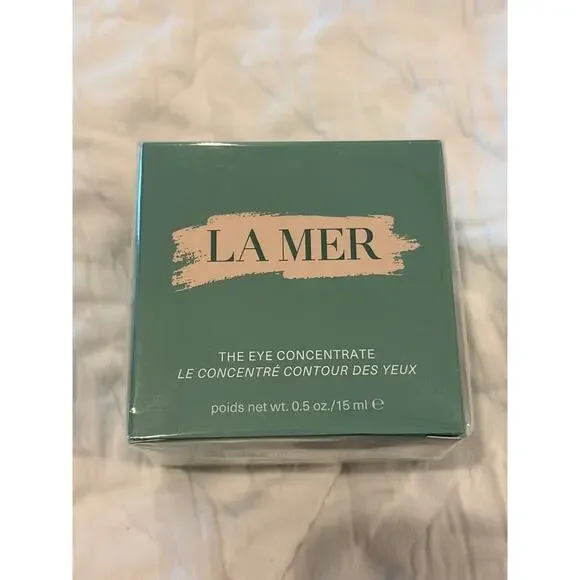 LA MER
THE EYE CONCENTRATE
LE CONCENTRÉ CONTOUR DES YEUX
poids net wt. 0.5 oz./15 ml ℮